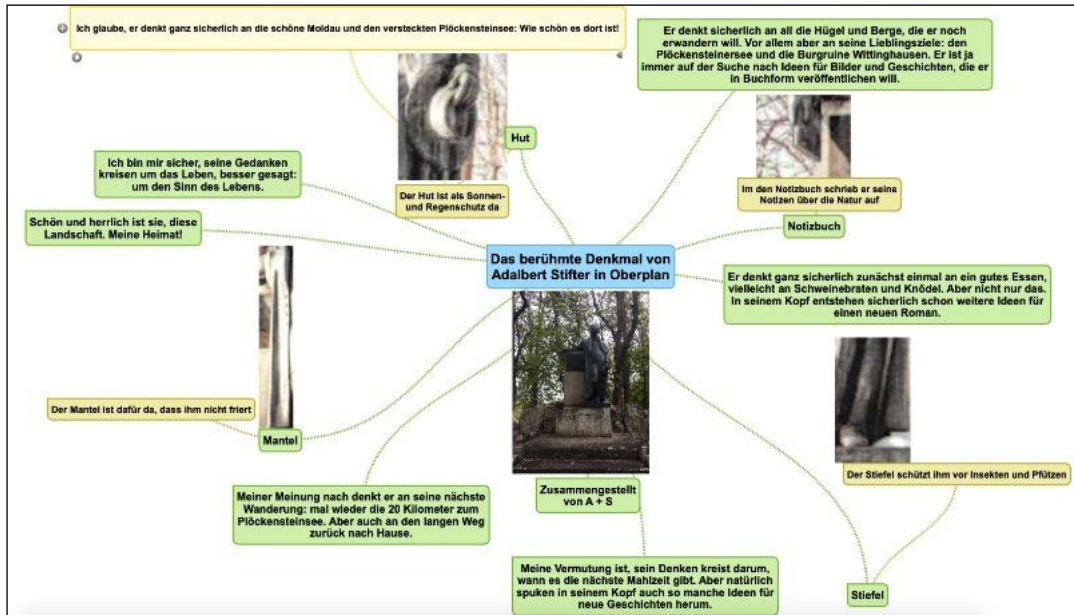 Ich glaube, er denkt ganz sicherlich an die schöne Moldau und den versteckten Plöckensteinsee: Wie schön es dort ist!
Er denkt sicherlich an all die Hügel und Berge, die er noch
erwandern will. Vor allem aber an seine Lieblingsziele: den
Plöckensteinersee und die Burgruine Wittinghausen. Er ist ja
immer auf der Suche nach Ideen für Bilder und Geschichten, die er
in Buchform veröffentlichen will.
Hut
Der Hut ist als Sonnen-
und Regenschutz da
Ich bin mir sicher, seine Gedanken
kreisen um das Leben, besser gesagt:
um den Sinn des Lebens.
Im den Notizbuch schrieb er seine
Notizen über die Natur auf
Notizbuch
Schön und herrlich ist sie, diese
Landschaft. Meine Heimat!
Das berühmte Denkmal von
Adalbert Stifter in Oberplan
Er denkt ganz sicherlich zunächst einmal an ein gutes Essen,
vielleicht an Schweinebraten und Knödel. Aber nicht nur das.
In seinem Kopf entstehen sicherlich schon weitere Ideen für
einen neuen Roman.
Der Mantel ist dafür da, dass ihm nicht friert
Mantel
Der Stiefel schützt ihm vor Insekten und Pfützen
Zusammengestellt
von A + S
Meiner Meinung nach denkt er an seine nächste
Wanderung: mal wieder die 20 Kilometer zum
Plöckensteinsee. Aber auch an den langen Weg
zurück nach Hause.
Meine Vermutung ist, sein Denken kreist darum,
wann es die nächste Mahlzeit gibt. Aber natürlich
spuken in seinem Kopf auch so manche Ideen für
neue Geschichten herum.
Stiefel